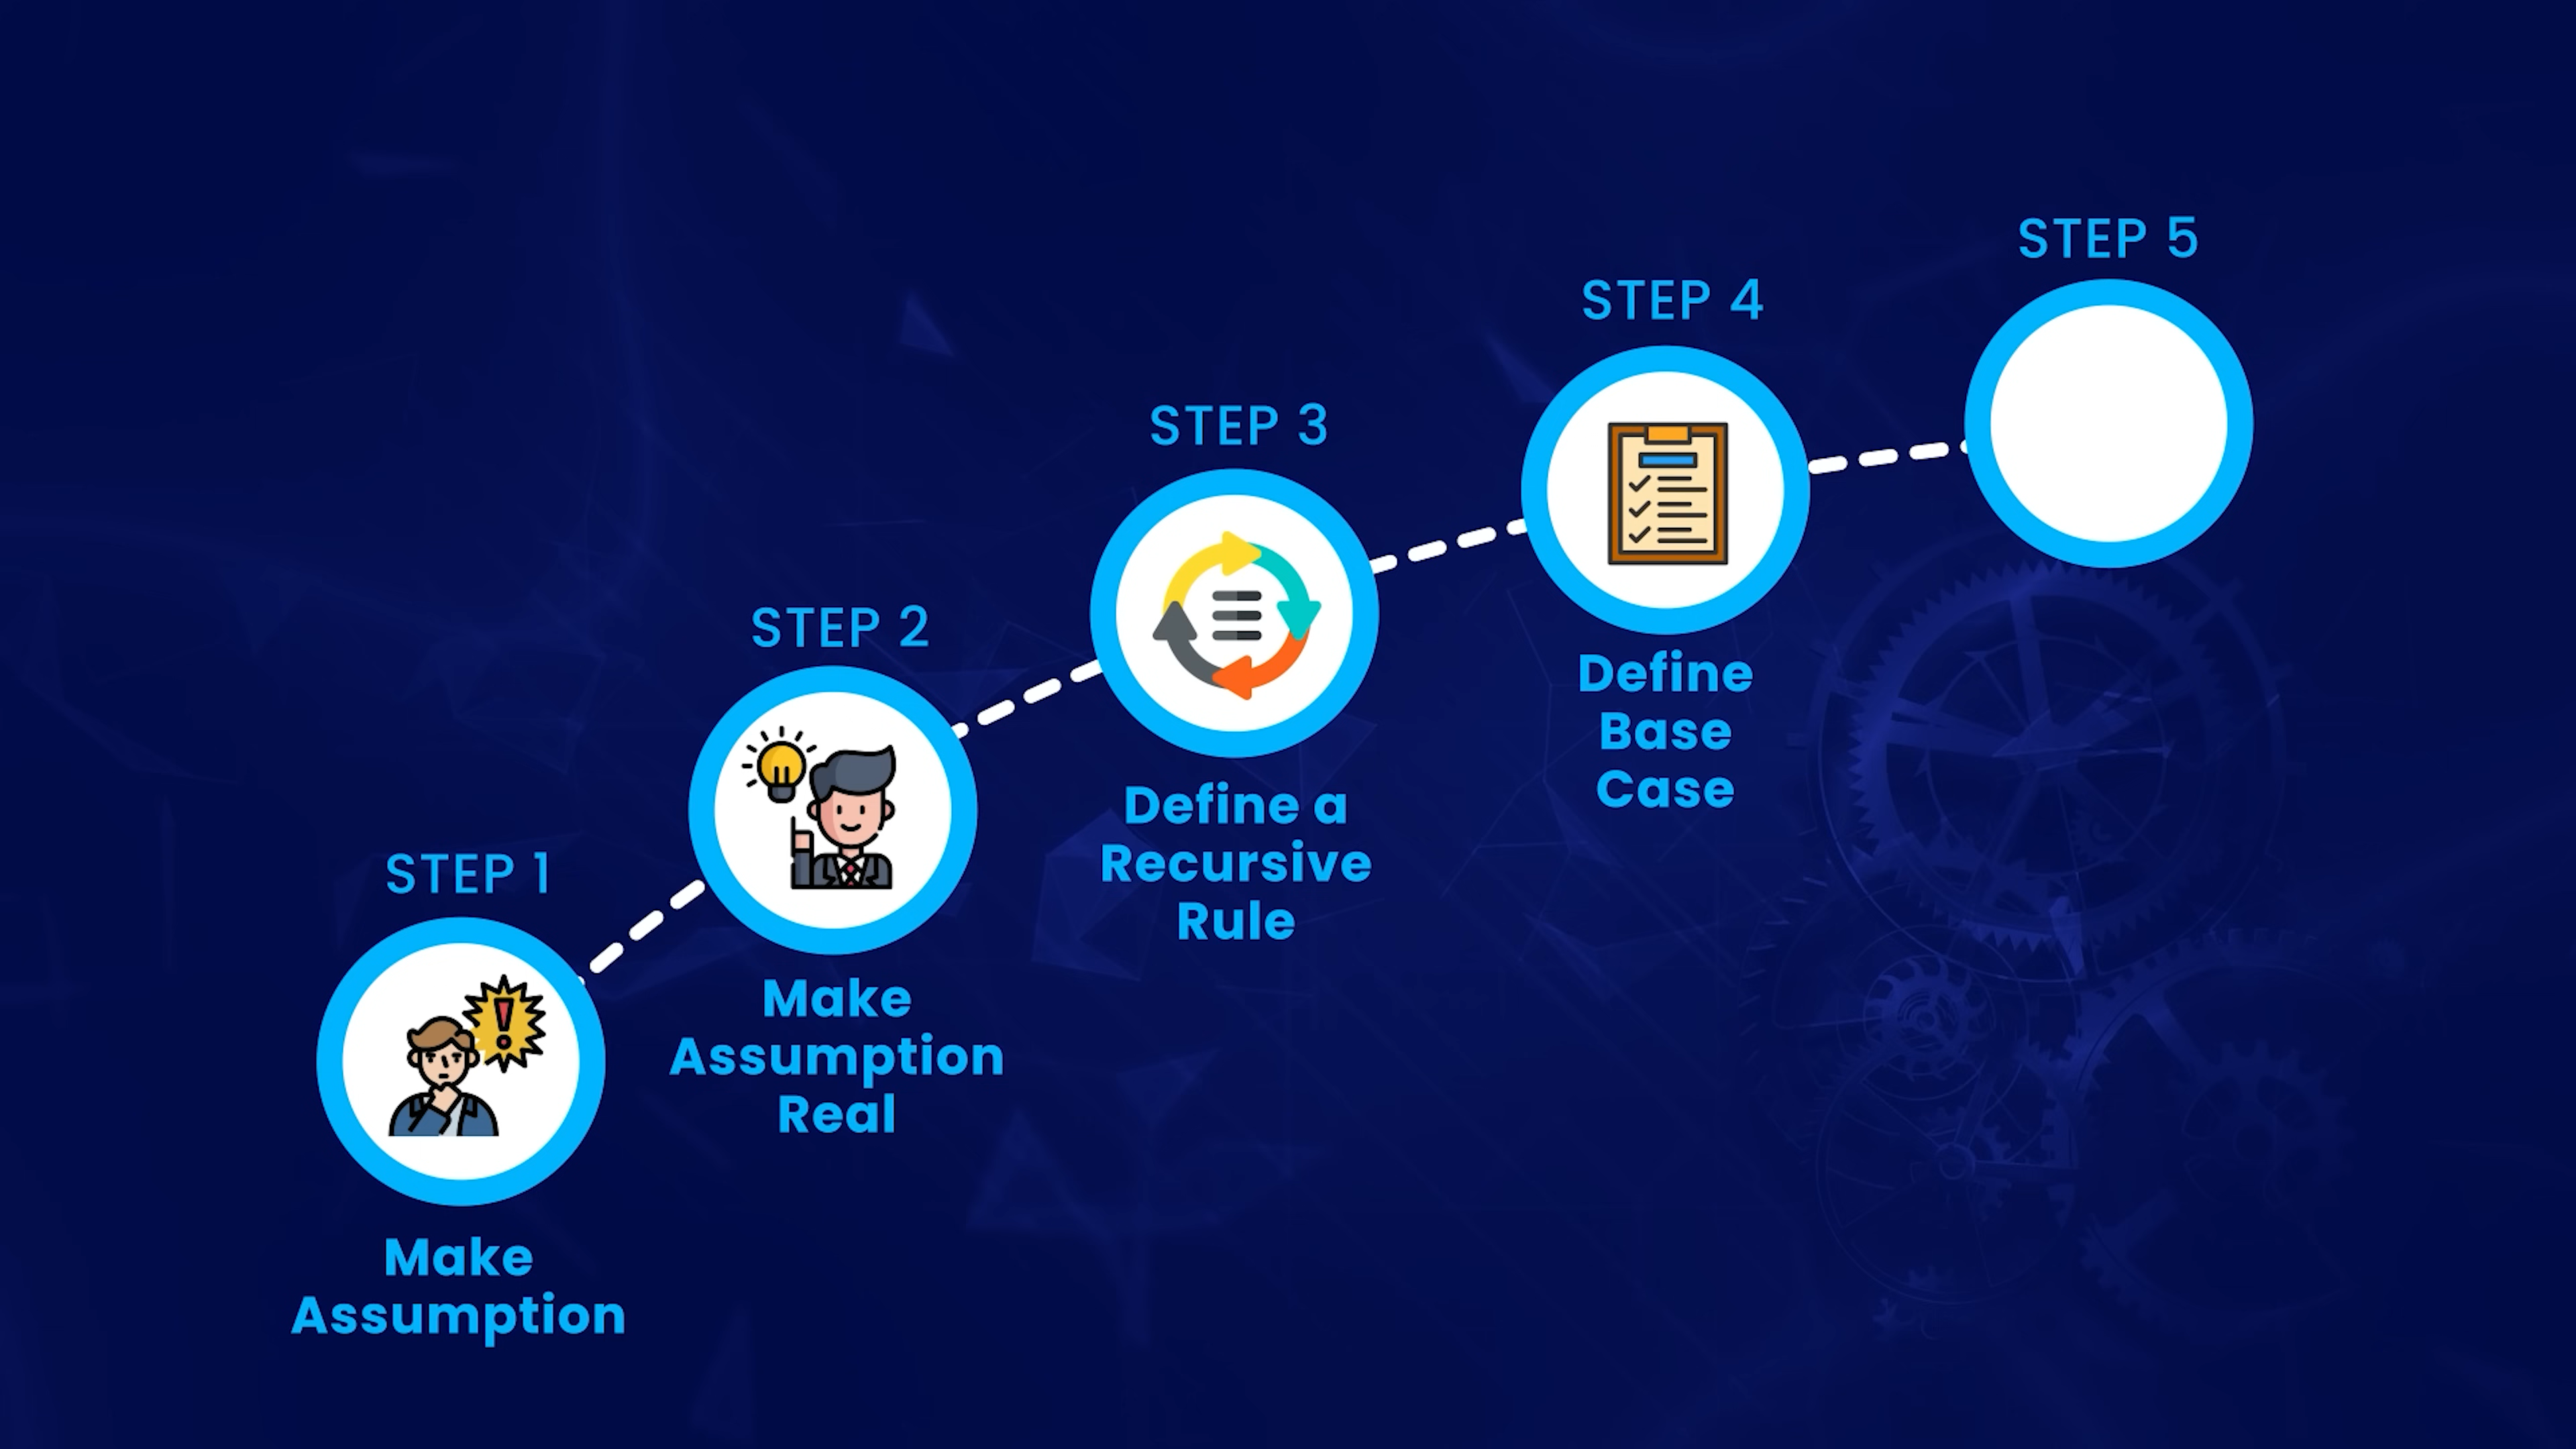 STEP 1
Make
Assumption
STEP 2
Make
Assumption
Real
STEP 3
Define a
Recursive
Rule
STEP 4
Define
Base
Case
STEP 5